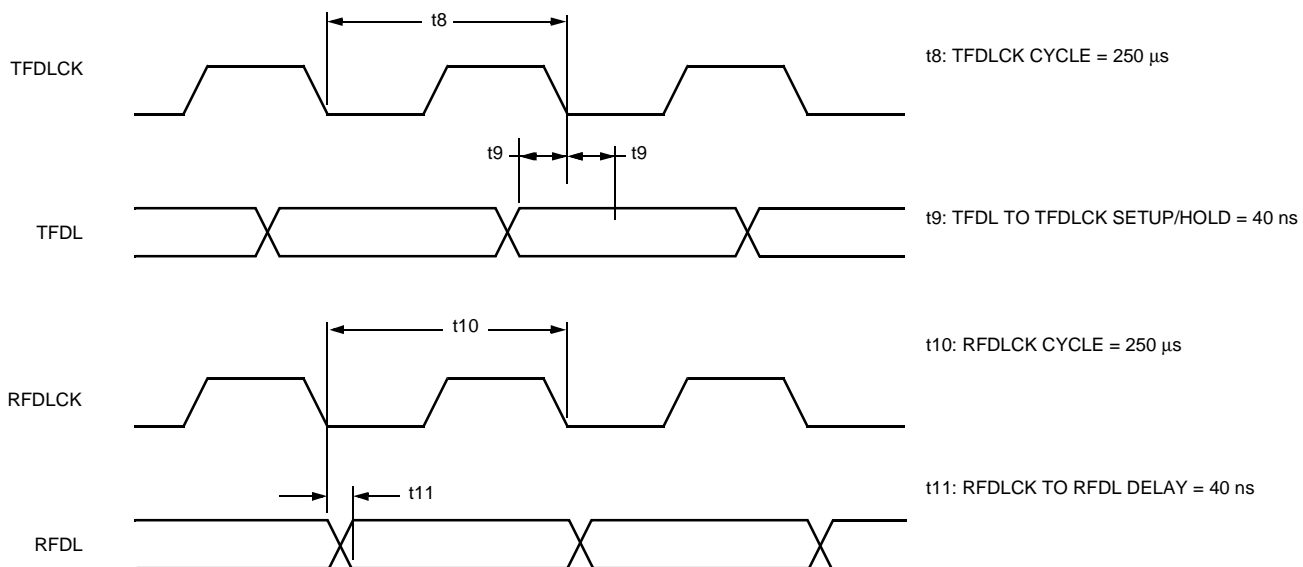 t8
TFDLCK
t8: TFDLCK CYCLE = 250 μs
t9
t9
TFDL
t9: TFDL TO TFDLCK SETUP/HOLD = 40 ns
t10
t10: RFDLCK CYCLE = 250 μs
RFDLCK
t11
t11: RFDLCK TO RFDL DELAY = 40 ns
RFDL